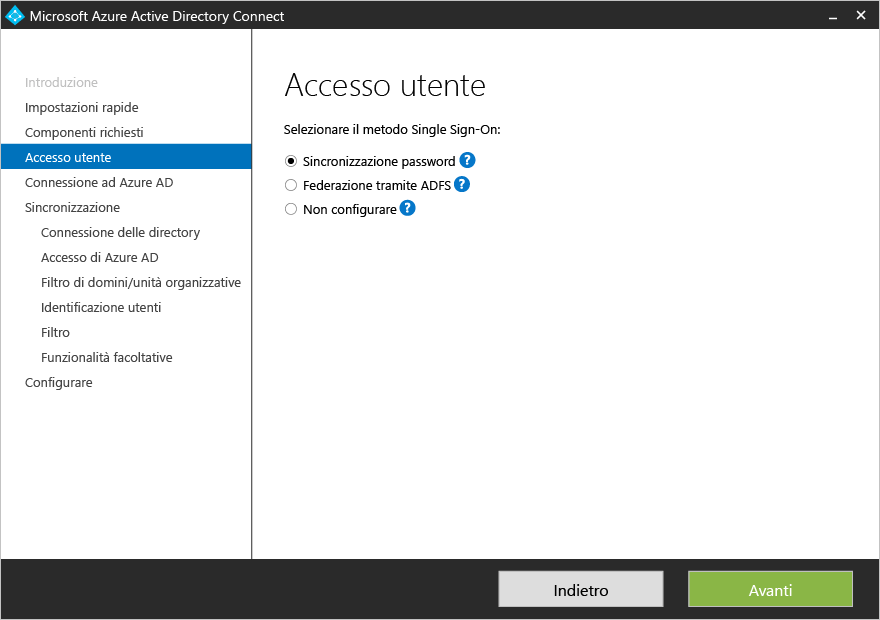 Microsoft Azure Active Directory Connect
Introduzione
Impostazioni rapide
Componenti richiesti
Accesso utente
Connessione ad Azure AD
Sincronizzazione
Connessione delle directory
Accesso di Azure AD
Filtro di domini/unità organizzative
Identificazione utenti
Filtro
Funzionalità facoltative
Configurare
Accesso utente
Selezionare il metodo Single Sign-On:
Sincronizzazione password ?
Federazione tramite ADFS ?
Non configurare ?
Indietro
Avanti